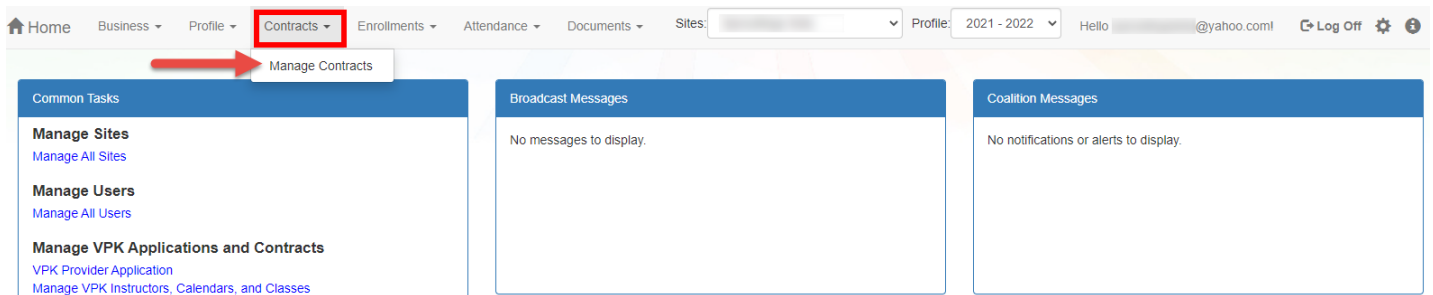 Home Business Profile Contracts Enrollments Attendance Documents Sites: Profile: 2021 - 2022 Hello @yahoo.com! Log Off
Manage Contracts
Common Tasks
Manage Sites
Manage All Sites
Manage Users
Manage All Users
Manage VPK Applications and Contracts
VPK Provider Application
Manage VPK Instructors, Calendars, and Classes
Broadcast Messages
No messages to display.
Coalition Messages
No notifications or alerts to display.